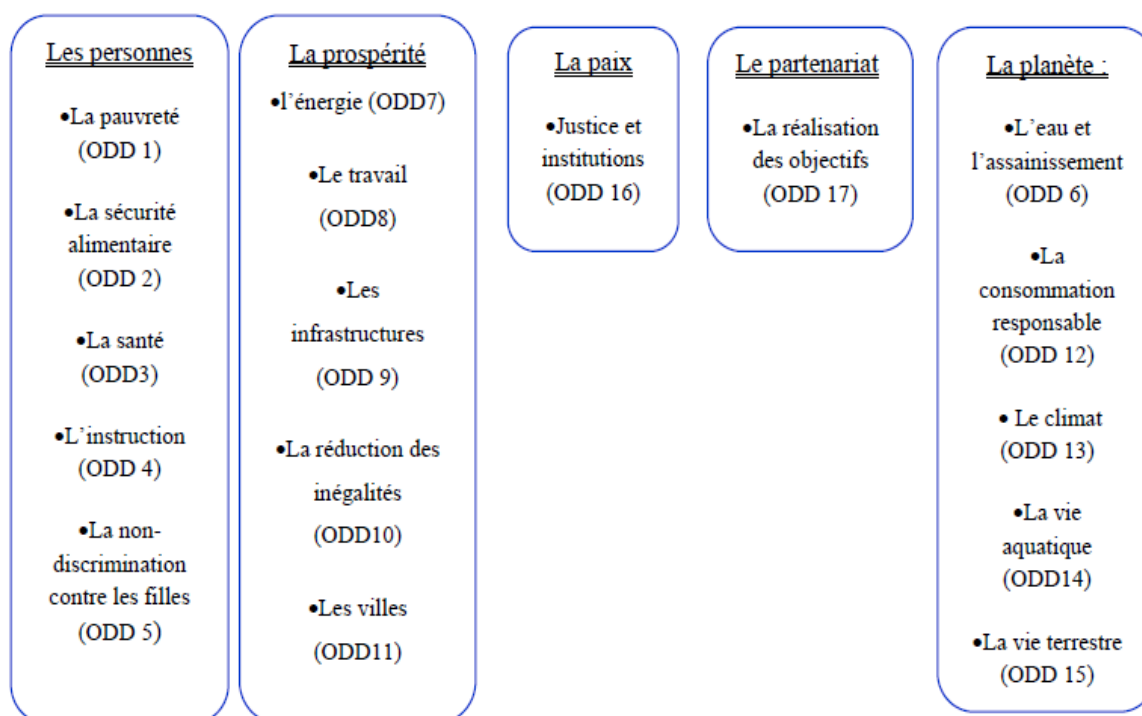 Les personnes
•La pauvreté
(ODD 1)
•La sécurité
alimentaire
(ODD 2)
•La santé
(ODD3)
•L’instruction
(ODD 4)
•La non-
discrimination
contre les filles
(ODD 5)
La prospérité
•l’énergie (ODD7)
•Le travail
(ODD8)
•Les
infrastructures
(ODD 9)
•La réduction des
inégalités
(ODD10)
•Les villes
(ODD11)
La paix
•Justice et
institutions
(ODD 16)
Le partenariat
•La réalisation
des objectifs
(ODD 17)
La planète :
•L’eau et
l’assainissement
(ODD 6)
•La
consommation
responsable
(ODD 12)
• Le climat
(ODD 13)
•La vie
aquatique
(ODD14)
•La vie terrestre
(ODD 15)